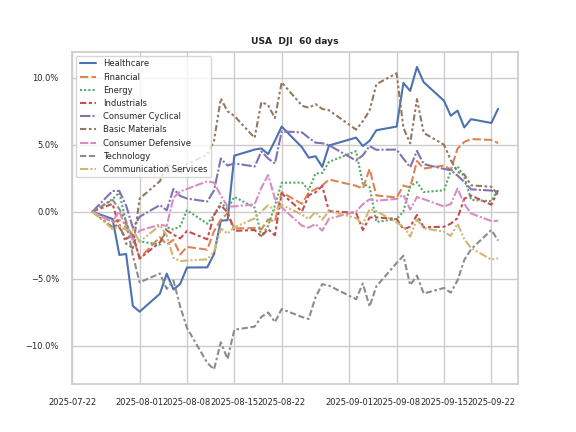 USA  DJI  60 days
Healthcare
Financial
Energy
Industrials
Consumer Cyclical
Basic Materials
Consumer Defensive
Technology
Communication Services
10.0%
5.0%
0.0%
−5.0%
−10.0%
2025-07-22
2025-08-01
2025-08-08
2025-08-15
2025-08-22
2025-09-01
2025-09-08
2025-09-15
2025-09-22